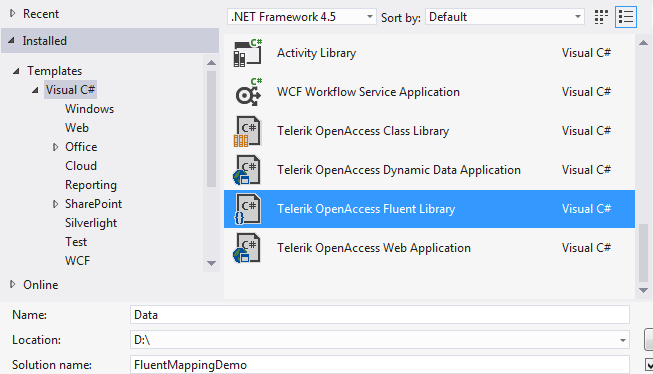 Recent
.NET Framework 4.5 Sort by: Default
Installed
Templates
Visual C#
Windows
Web
Office
Cloud
Reporting
SharePoint
Silverlight
Test
WCF
Online
C# Activity Library Visual C#
C# WCF Workflow Service Application Visual C#
C# Telerik OpenAccess Class Library Visual C#
C# Telerik OpenAccess Dynamic Data Application Visual C#
C# {} Telerik OpenAccess Fluent Library Visual C#
C# Telerik OpenAccess Web Application Visual C#
Name: Data
Location: D:\
Solution name: FluentMappingDemo